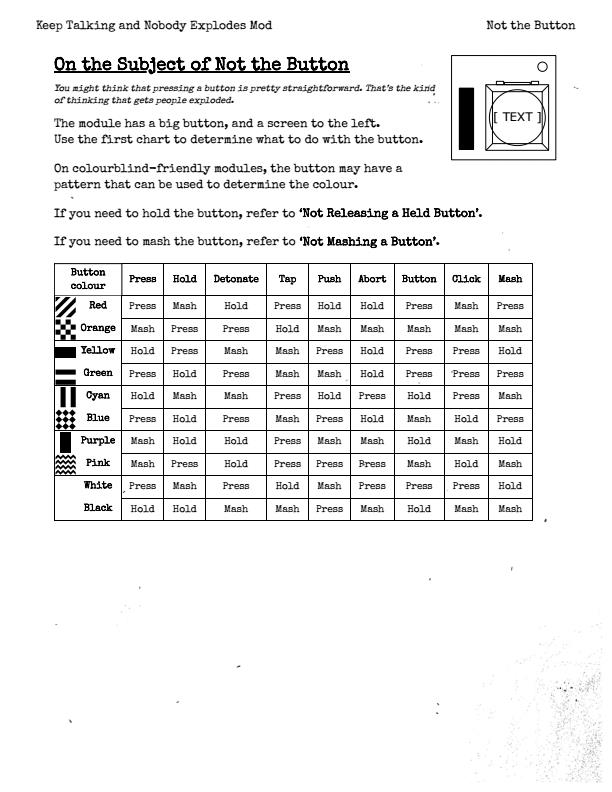 Keep Talking and Nobody Explodes Mod Not the Button
On the Subject of Not the Button
You might think that pressing a button is pretty straightforward. That's the kind
of thinking that gets people exploded.
[ TEXT ]
The module has a big button, and a screen to the left.
Use the first chart to determine what to do with the button.
On colourblind-friendly modules, the button may have a
pattern that can be used to determine the colour.
If you need to hold the button, refer to ‘Not Releasing a Held Button’.
If you need to mash the button, refer to ‘Not Mashing a Button’.
Button colour Press Hold Detonate Tap Push Abort Button Click Mash
Red Press Mash Hold Press Hold Hold Press Mash Press
Orange Mash Press Press Hold Mash Mash Mash Mash Mash
Yellow Hold Press Mash Mash Press Hold Press Press Hold
Green Hold Press Press Mash Mash Hold Press Press Mash
Cyan Hold Hold Mash Press Hold Press Hold Hold Mash
Blue Press Hold Press Mash Press Hold Mash Hold Press
Purple Mash Hold Hold Press Mash Mash Hold Mash Hold
Pink Mash Press Hold Press Press Press Mash Hold Mash
White Press Mash Press Hold Mash Press Press Press Hold
Black Hold Hold Mash Mash Press Mash Hold Mash Mash